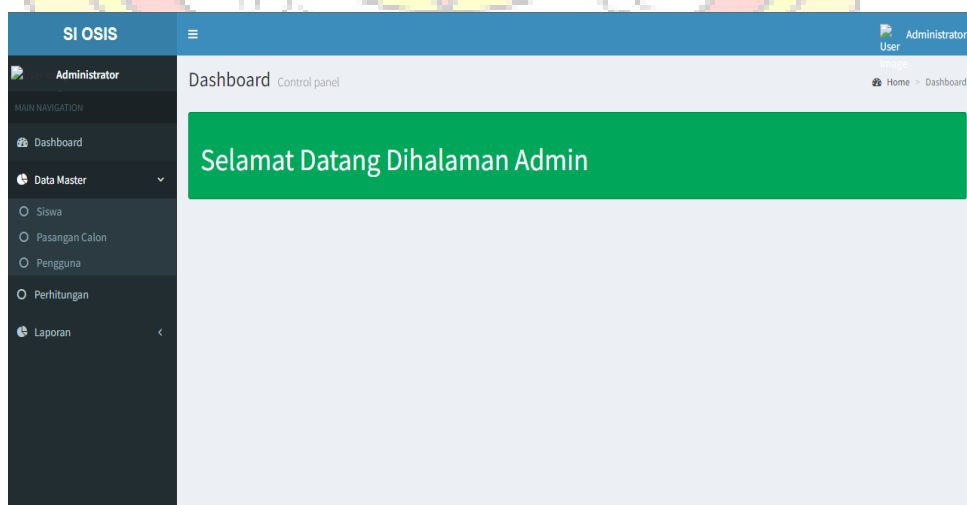 SI OSIS
User Image
Administrator
Administrator
Dashboard Control panel
Home > Dashboard
MAIN NAVIGATION
Dashboard
Data Master
Siswa
Pasangan Calon
Pengguna
Perhitungan
Laporan
Selamat Datang Dihalaman Admin